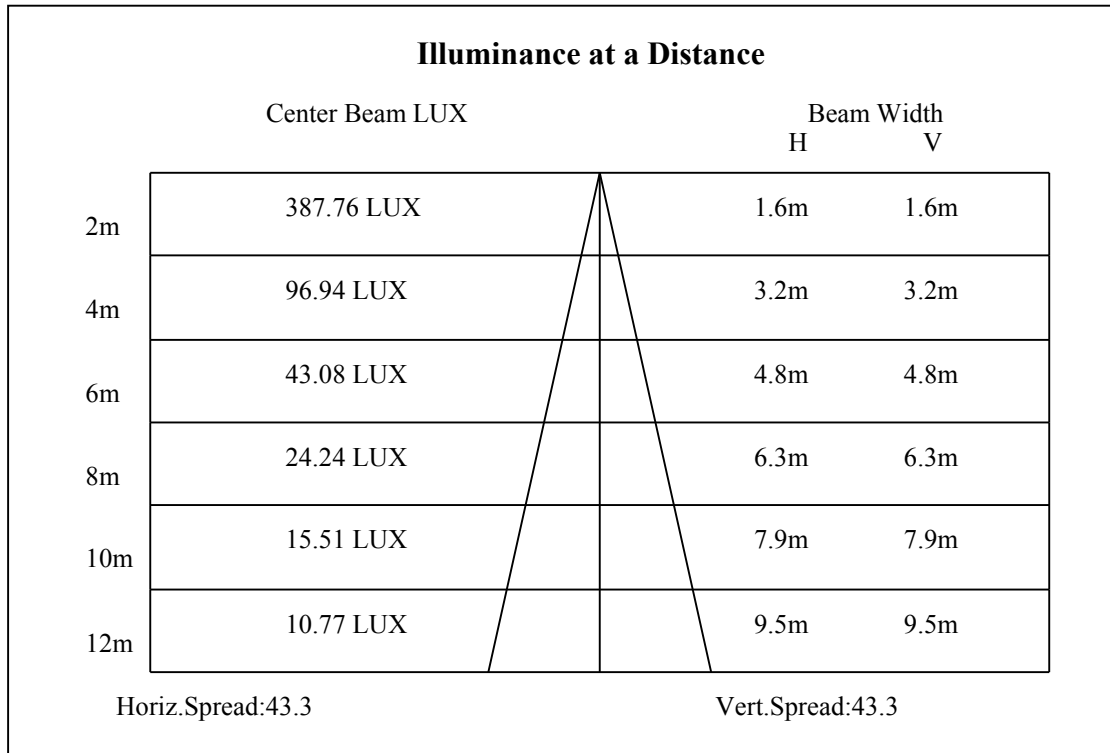 Illuminance at a Distance
Center Beam LUX Beam Width
H V
2m 387.76 LUX 1.6m 1.6m
4m 96.94 LUX 3.2m 3.2m
6m 43.08 LUX 4.8m 4.8m
8m 24.24 LUX 6.3m 6.3m
10m 15.51 LUX 7.9m 7.9m
12m 10.77 LUX 9.5m 9.5m
Horiz.Spread:43.3 Vert.Spread:43.3